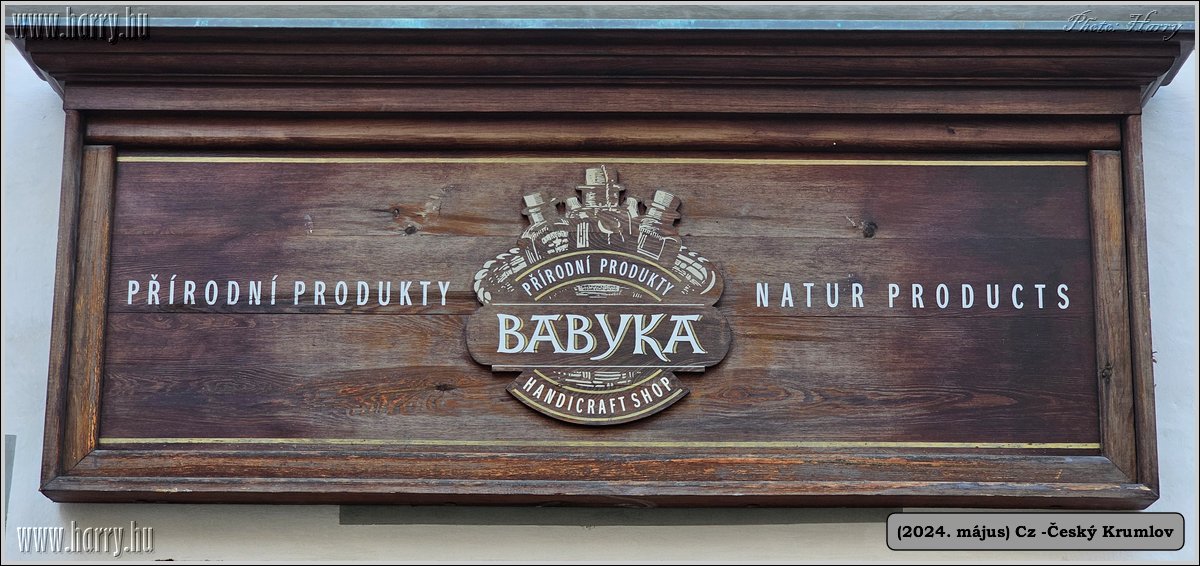 www.harry.hu
Photo: Harry
PŘÍRODNÍ PRODUKTY
PŘÍRODNÍ PRODUKTY
BABYKA
HANDICRAFT SHOP
NATUR PRODUCTS
www.harry.hu
(2024. május) Cz -Český Krumlov